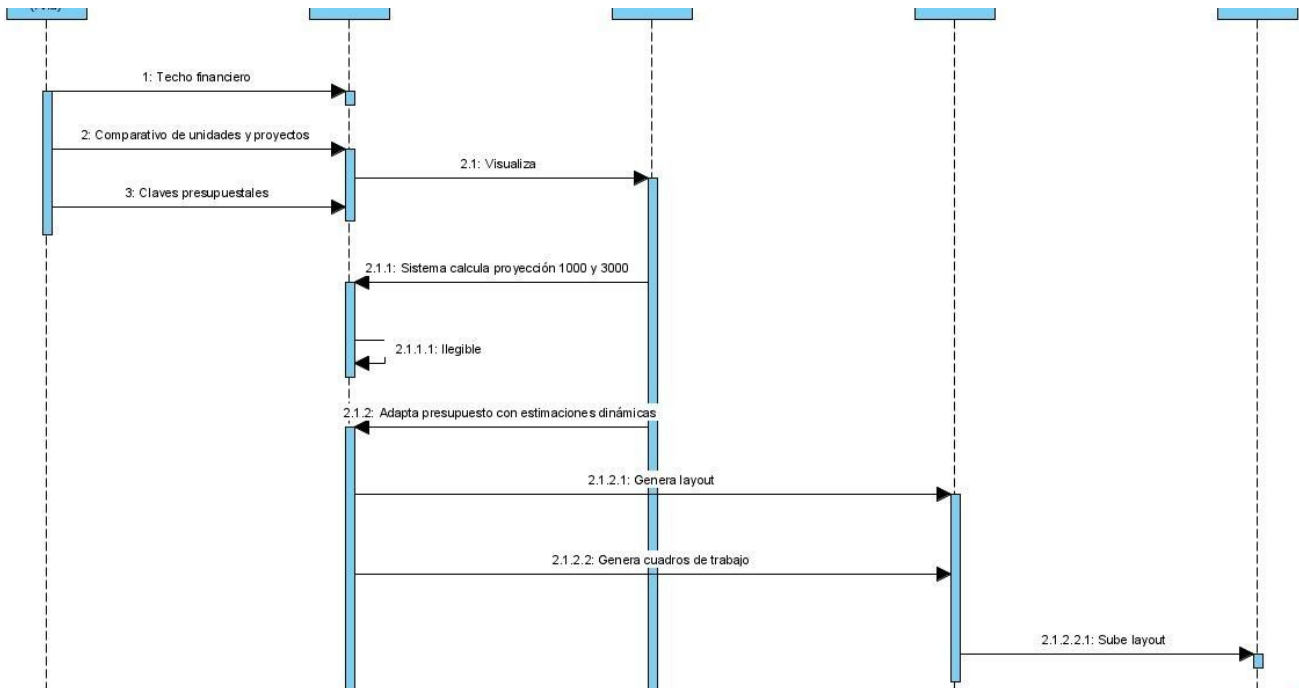 1: Techo financiero
2: Comparativo de unidades y proyectos
2.1: Visualiza
3: Claves presupuestales
2.1.1: Sistema calcula proyección 1000 y 3000
2.1.1.1: Ilegible
2.1.2: Adapta presupuesto con estimaciones dinámicas
2.1.2.1: Genera layout
2.1.2.2: Genera cuadros de trabajo
2.1.2.2.1: Sube layout